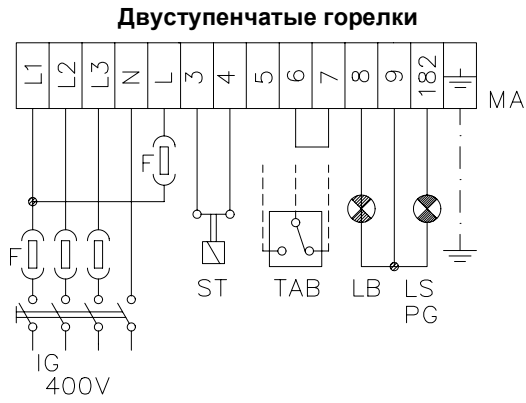 Двуступенчатые горелки
L1 L2 L3 N L 3 4 5 6 7 8 9 182
MA
F
F
ST TAB LB LS
PG
IG
400V